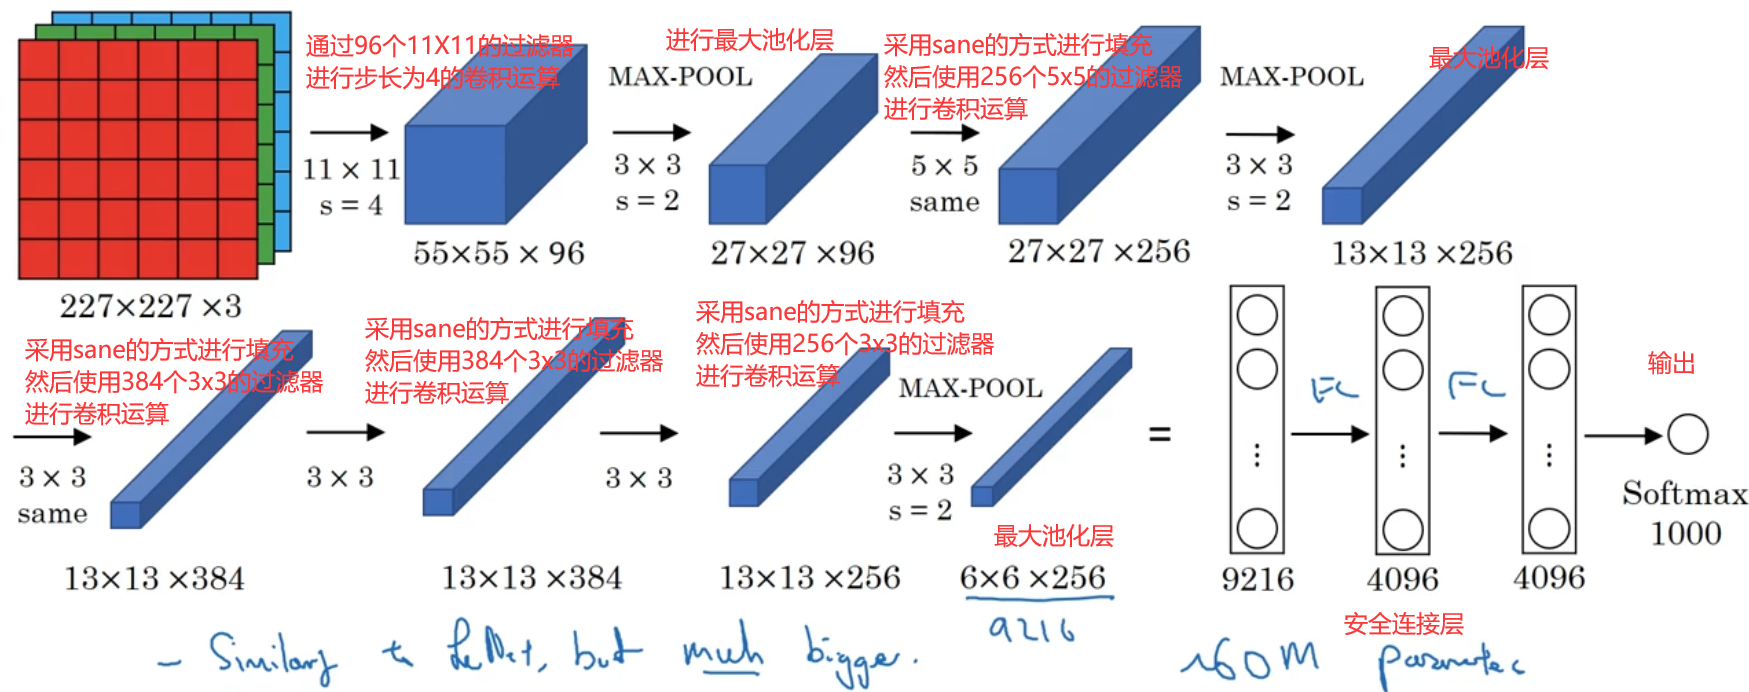 通过96个11X11的过滤器
进行步长为4的卷积运算
11 × 11
s = 4
55×55 × 96
227×227 ×3
进行最大池化层
MAX-POOL
3 × 3
s = 2
27×27 ×96
采用sane的方式进行填充
然后使用256个5x5的过滤器
进行卷积运算
5 × 5
same
27×27 ×256
最大池化层
MAX-POOL
3 × 3
s = 2
13×13 ×256
采用sane的方式进行填充
然后使用384个3x3的过滤器
进行卷积运算
3 × 3
same
13×13 ×384
采用sane的方式进行填充
然后使用384个3x3的过滤器
进行卷积运算
3 × 3
13×13 ×384
采用sane的方式进行填充
然后使用256个3x3的过滤器
进行卷积运算
3 × 3
13×13 ×256
MAX-POOL
3 × 3
s = 2
最大池化层
6×6 ×256
9216
=
9216
FC
4096
FC
4096
安全连接层
输出
Softmax
1000
- Similary to LeNet, but much bigger.
~60M parameters